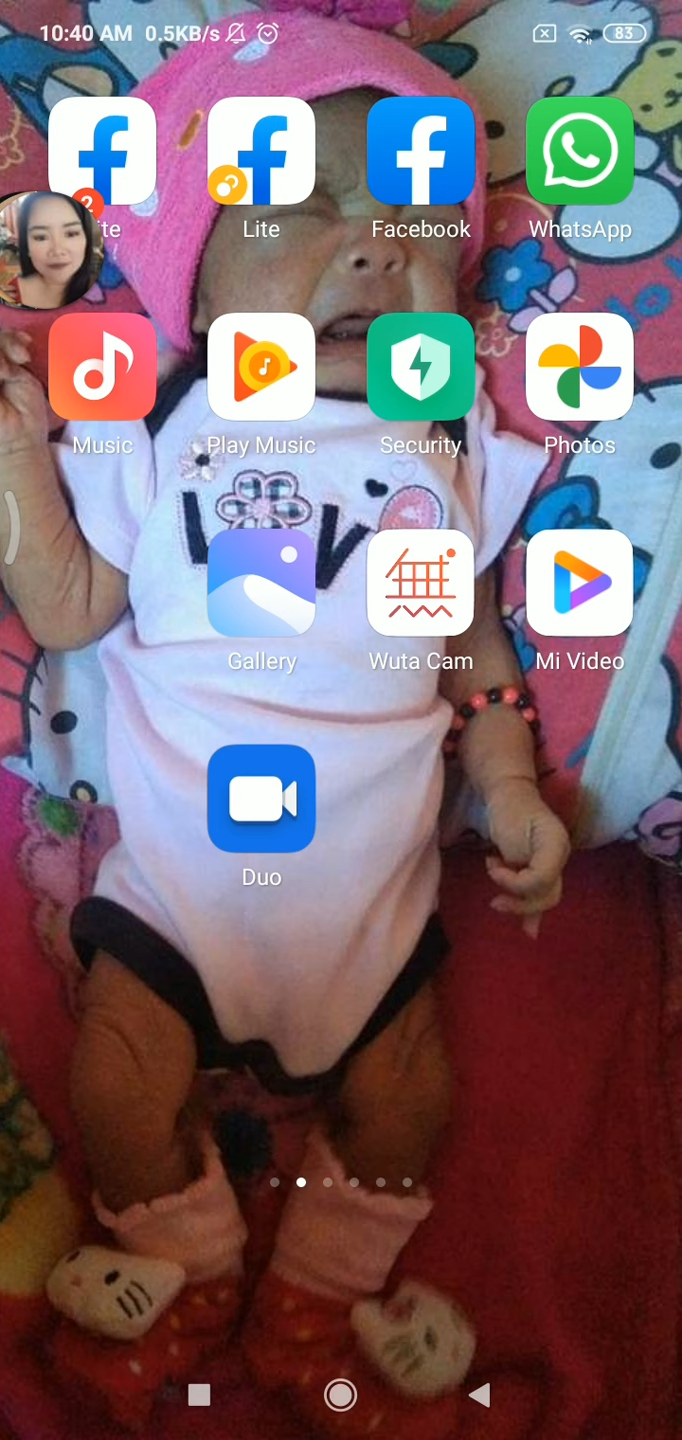 10:40 AM 0.5KB/s 83
2
Lite Facebook WhatsApp
Music Play Music Security Photos
Gallery Wuta Cam Mi Video
Duo